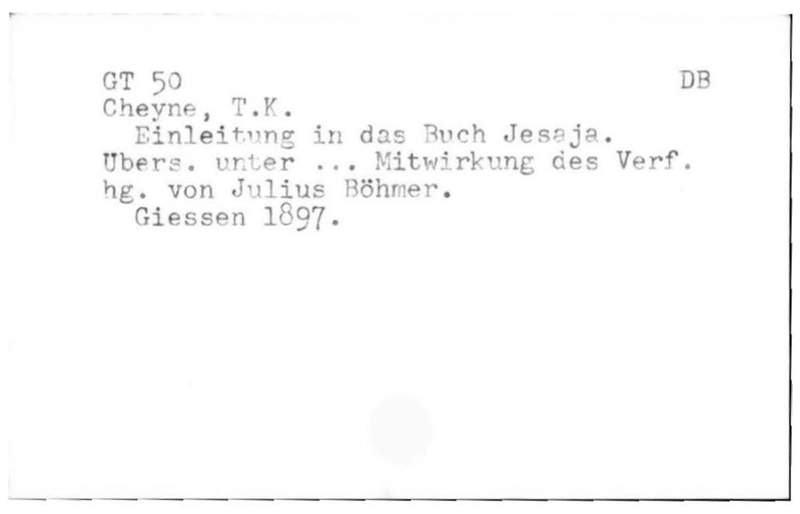 GT 50 DB
Cheyne, T.K.
Einleitung in das Buch Jesaja.
Ubers. unter ... Mitwirkung des Verf.
hg. von Julius Böhmer.
Giessen 1897.